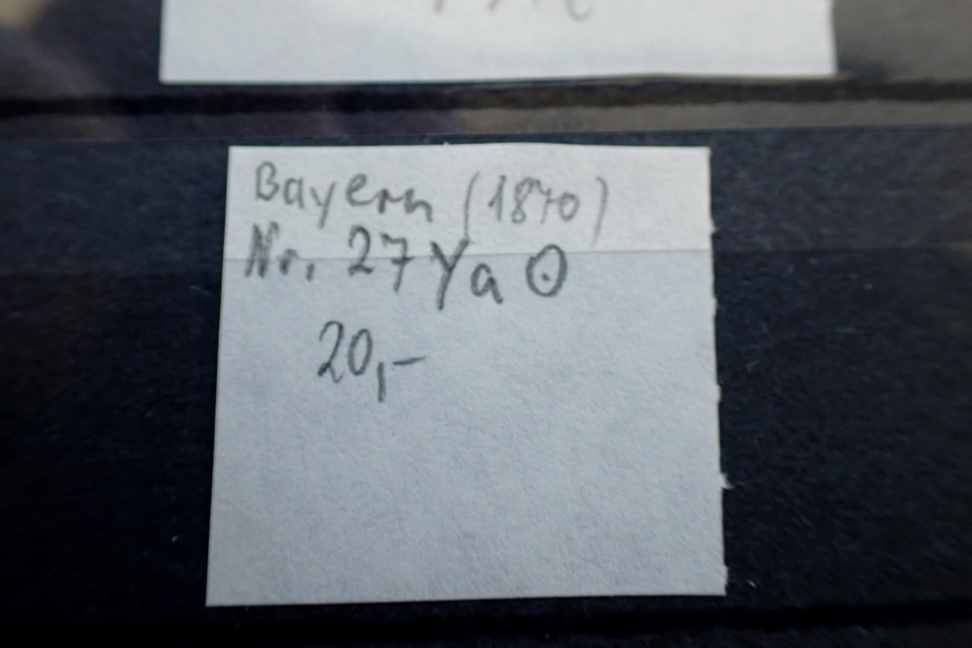 Bayern (1870)
Nr. 27 Ya ⊙
20,-